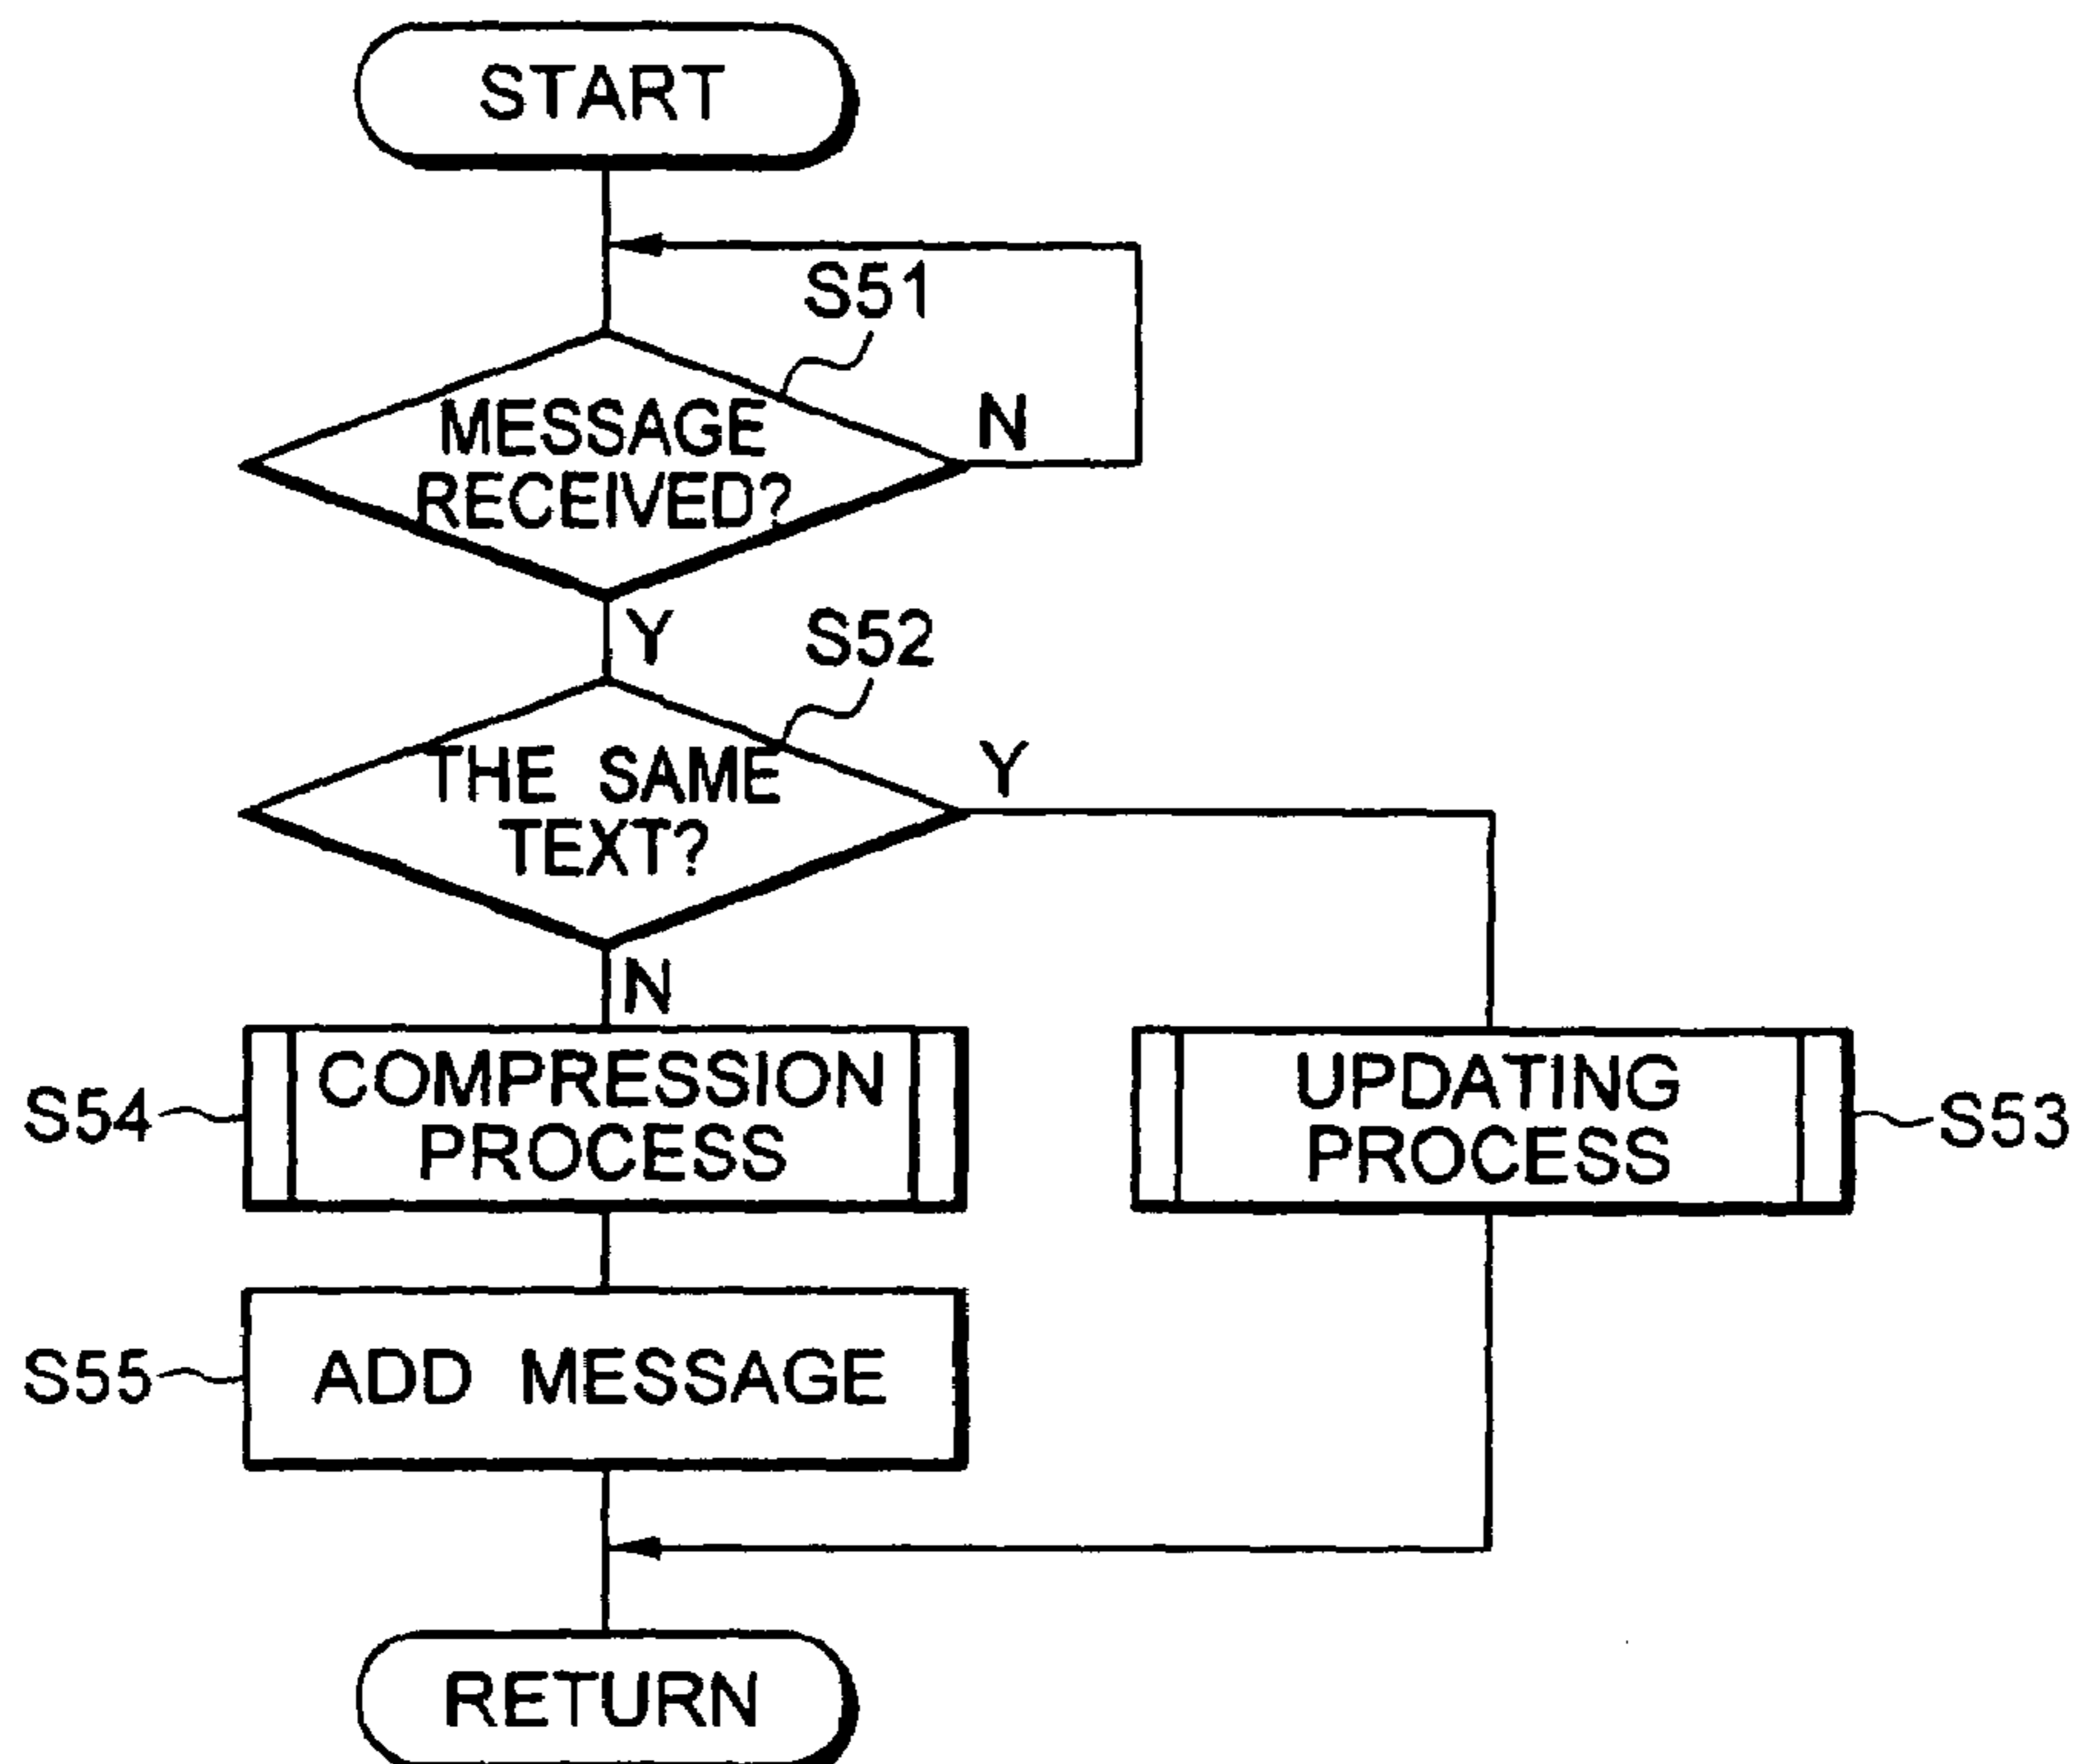 START
S51
MESSAGE
RECEIVED?
N
Y
S52
THE SAME
TEXT?
Y
N
COMPRESSION
PROCESS
S54
UPDATING
PROCESS
S53
S55
ADD MESSAGE
RETURN